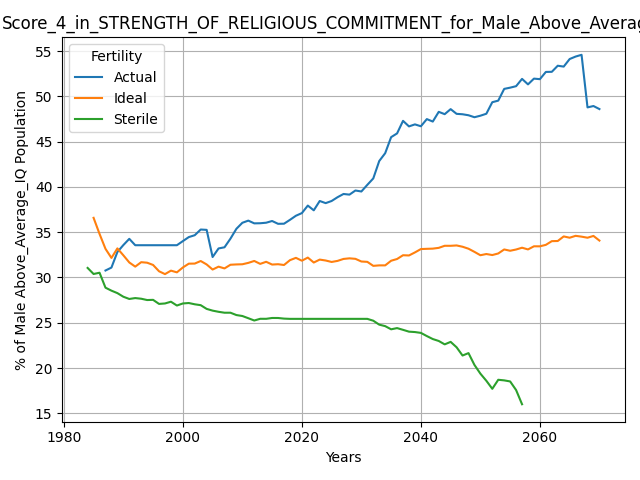 Score_4_in_STRENGTH_OF_RELIGIOUS_COMMITMENT_for_Male_Above_Averag
Fertility
Actual
Ideal
Sterile
% of Male Above_Average_IQ Population
55
50
45
40
35
30
25
20
15
1980
2000
2020
2040
2060
Years